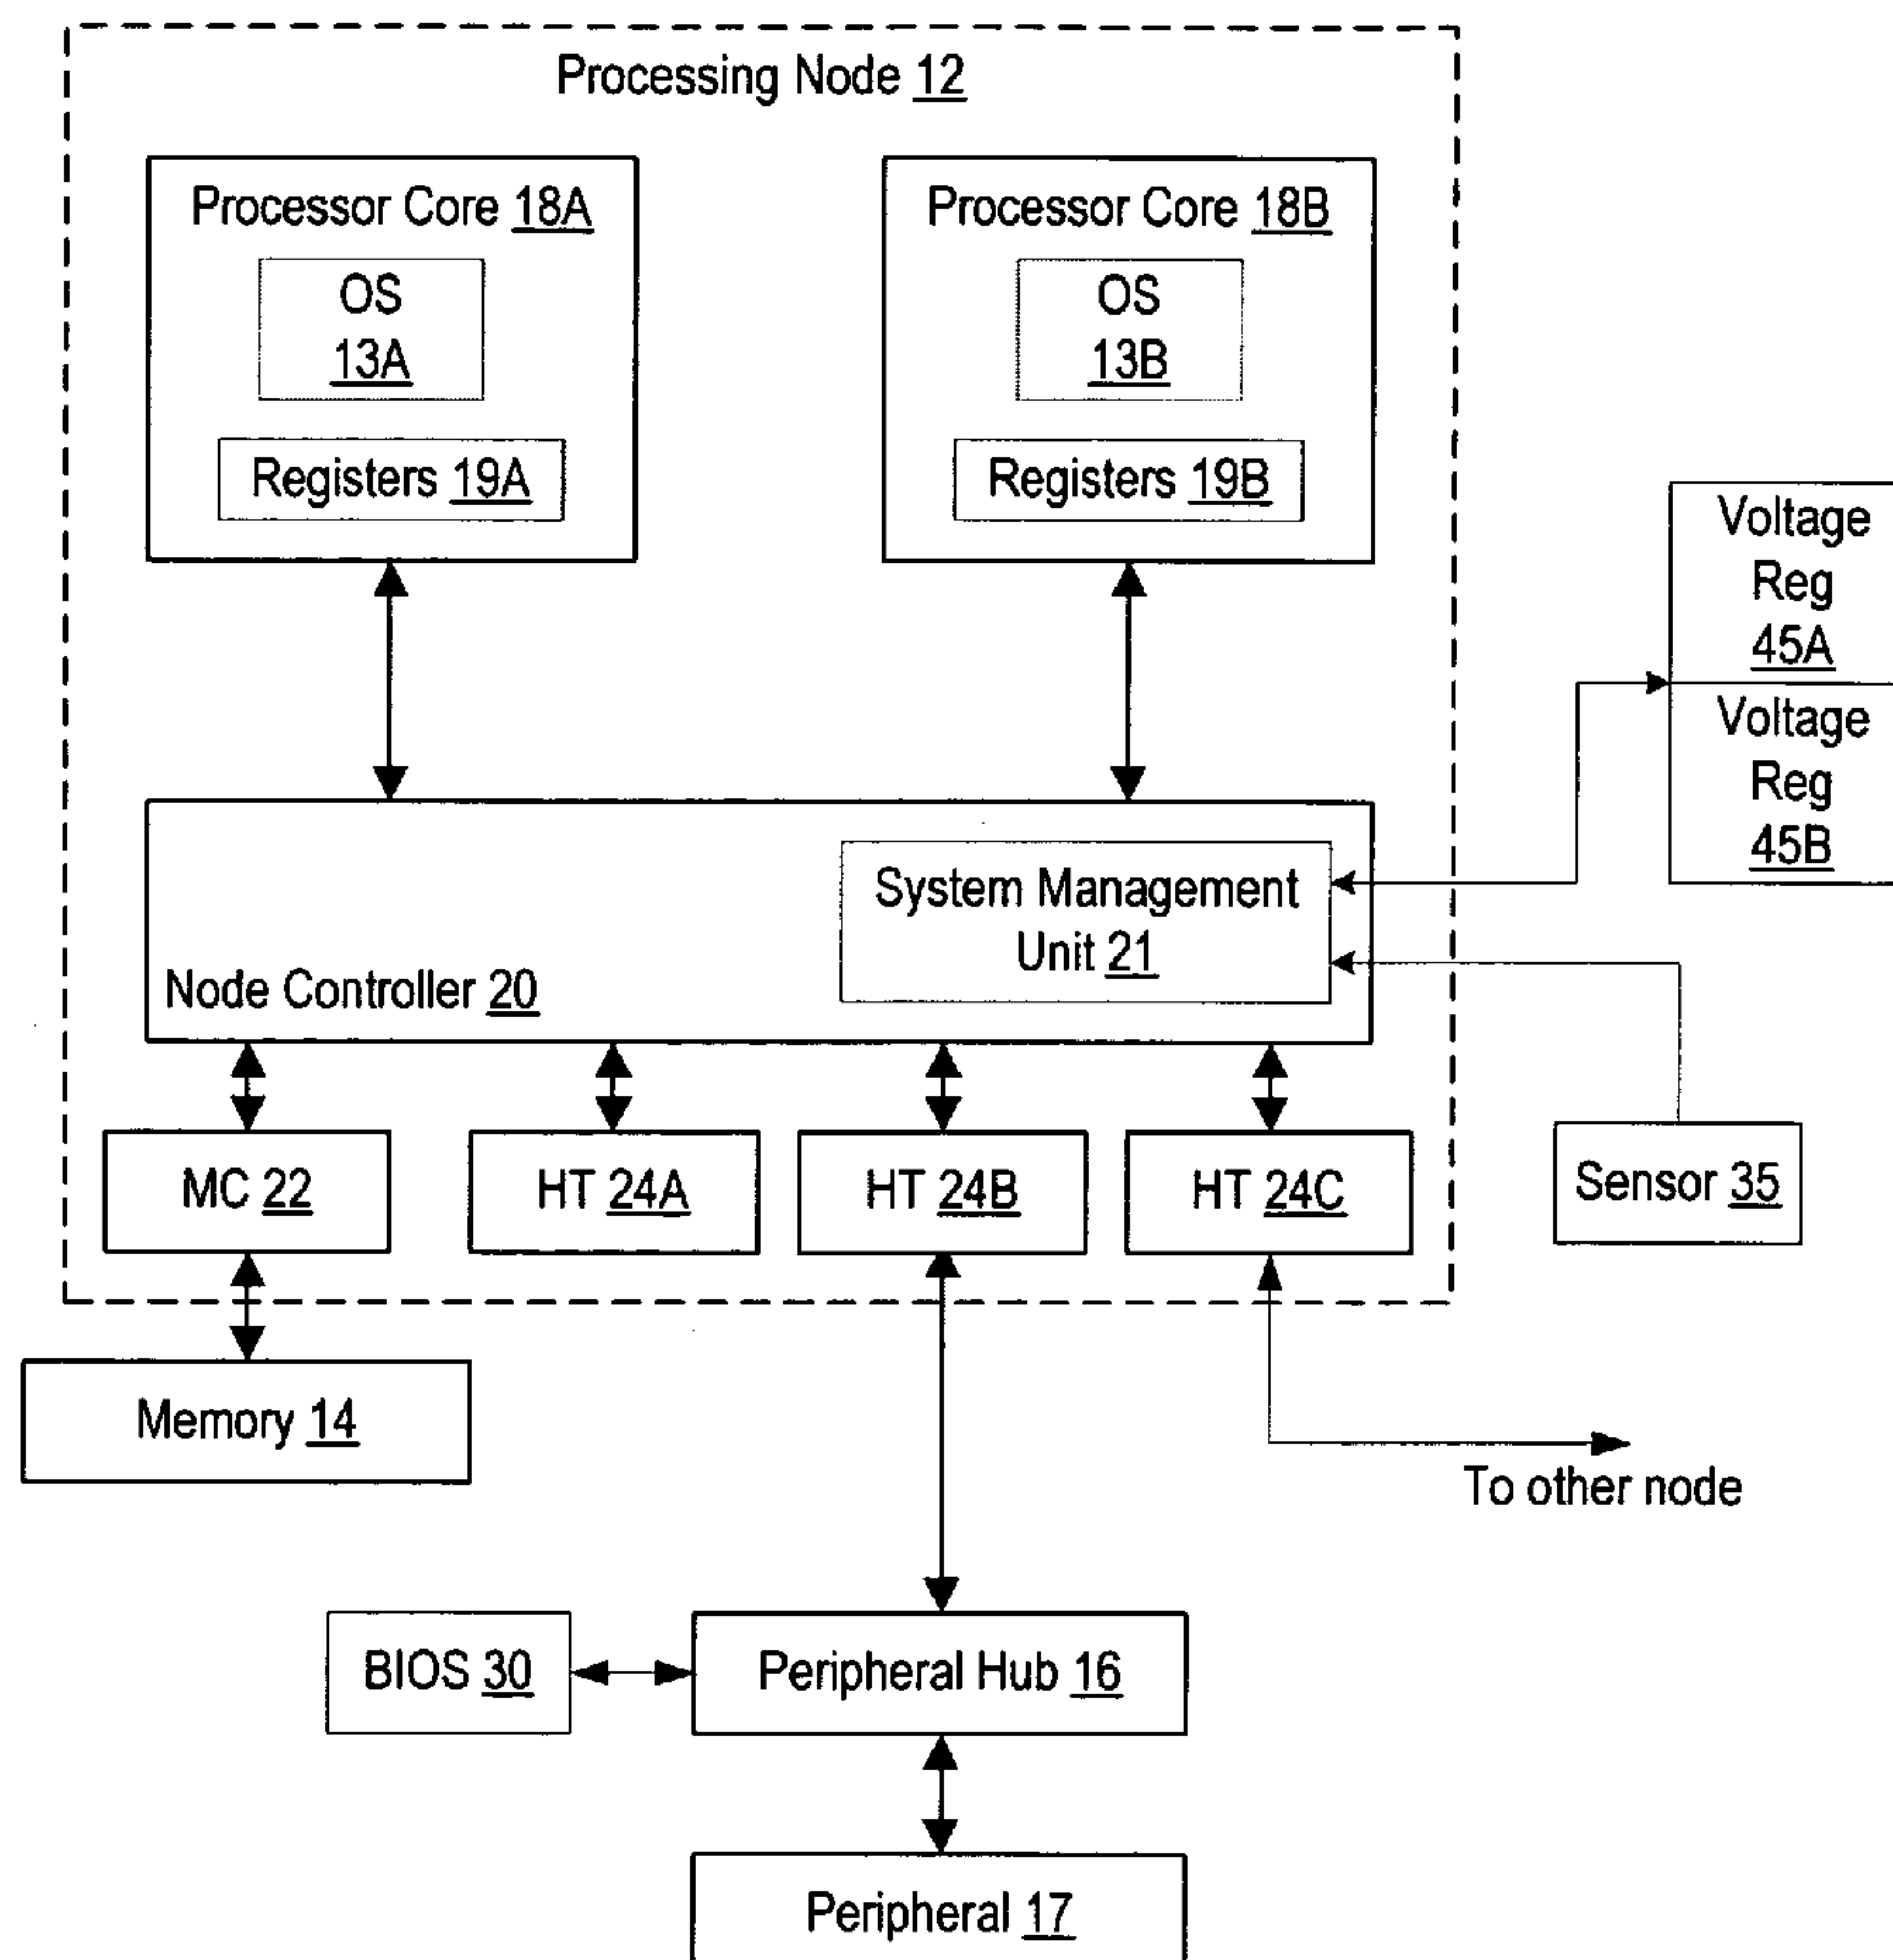 Processing Node 12
Processor Core 18A
OS
13A
Registers 19A
Processor Core 18B
OS
13B
Registers 19B
Voltage
Reg
45A
Voltage
Reg
45B
System Management
Unit 21
Node Controller 20
MC 22
HT 24A
HT 24B
HT 24C
Sensor 35
Memory 14
To other node
BIOS 30
Peripheral Hub 16
Peripheral 17